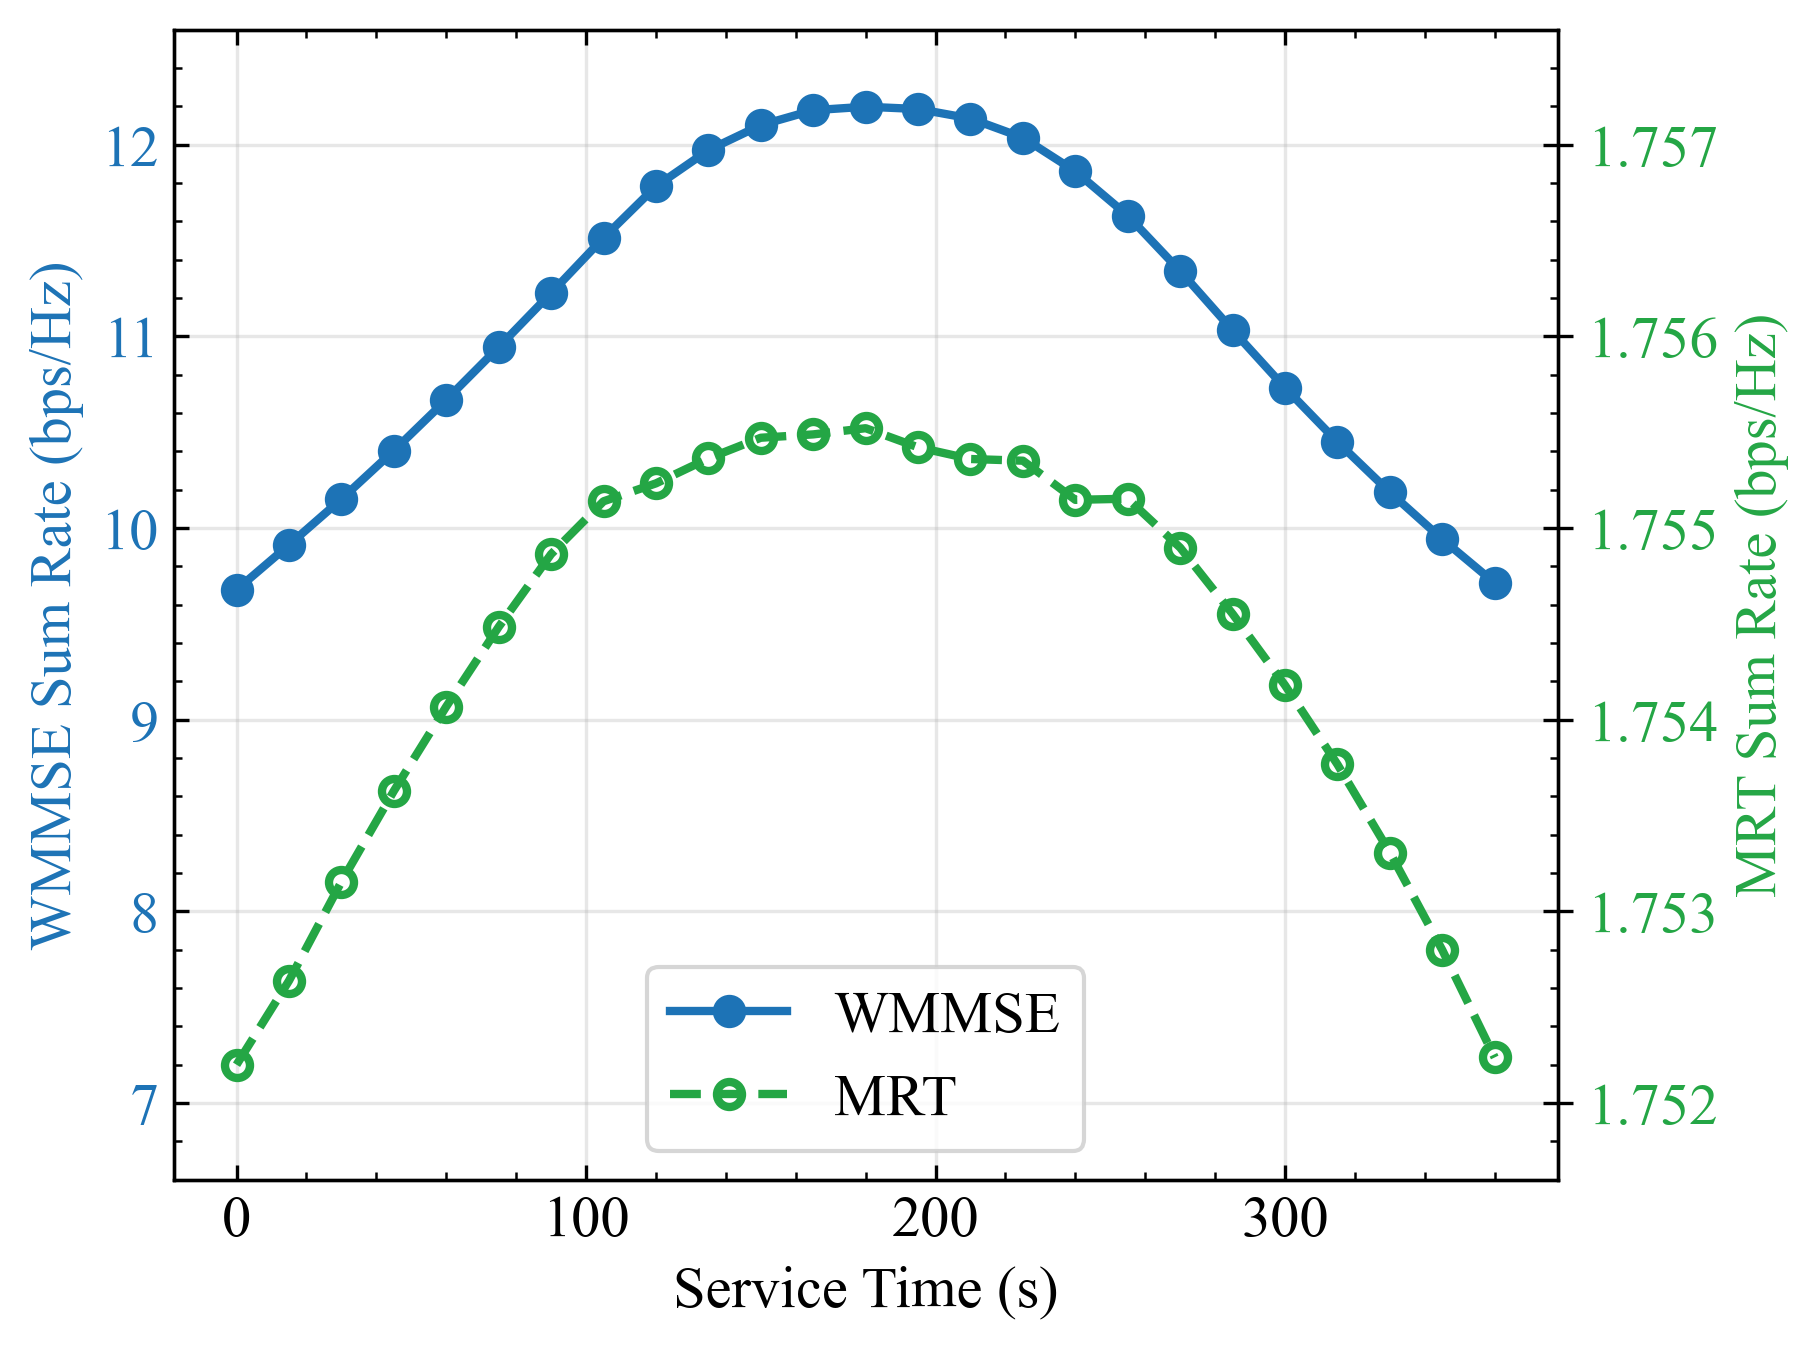 WMMSE Sum Rate (bps/Hz)
12
11
10
9
8
7
1.757
1.756
1.755
1.754
1.753
1.752
MRT Sum Rate (bps/Hz)
WMMSE
MRT
0 100 200 300
Service Time (s)